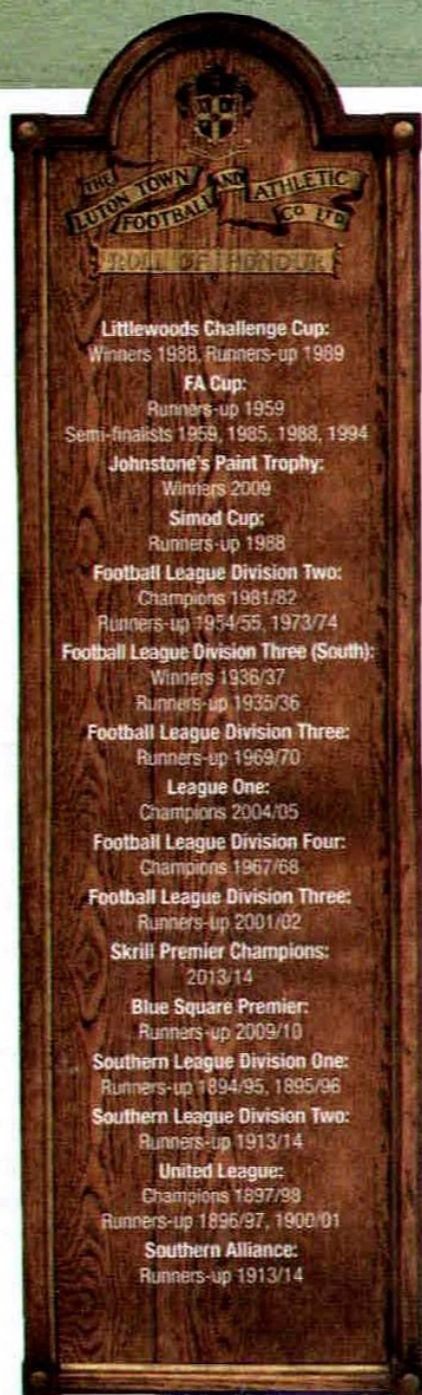 THE
LUTON TOWN
FOOTBALL
AND
ATHLETIC
CO. LTD
ROLL OF HONOUR
Littlewoods Challenge Cup:
Winners 1988, Runners-up 1989
FA Cup:
Runners-up 1959
Semi-finalists 1959, 1985, 1988, 1994
Johnstone's Paint Trophy:
Winners 2009
Simod Cup:
Runners-up 1988
Football League Division Two:
Champions 1981/82
Runners-up 1954/55, 1973/74
Football League Division Three (South):
Winners 1936/37
Runners-up 1935/36
Football League Division Three:
Runners-up 1969/70
League One:
Champions 2004/05
Football League Division Four:
Champions 1967/68
Football League Division Three:
Runners-up 2001/02
Skrill Premier Champions:
2013/14
Blue Square Premier:
Runners-up 2009/10
Southern League Division One:
Runners-up 1894/95, 1895/96
Southern League Division Two:
Runners-up 1913/14
United League:
Champions 1897/98
Runners-up 1896/97, 1900/01
Southern Alliance:
Runners-up 1913/14